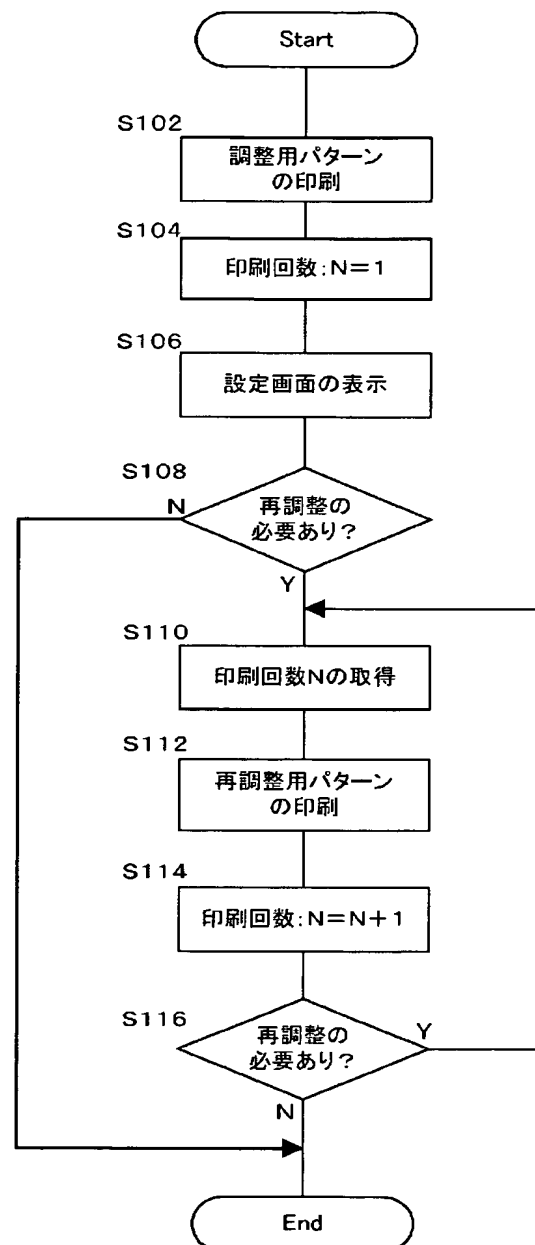 Start
S102
調整用パターン
の印刷
S104
印刷回数:N=1
S106
設定画面の表示
S108
再調整の
必要あり?
N
Y
S110
印刷回数Nの取得
S112
再調整用パターン
の印刷
S114
印刷回数:N=N+1
S116
再調整の
必要あり?
Y
N
End